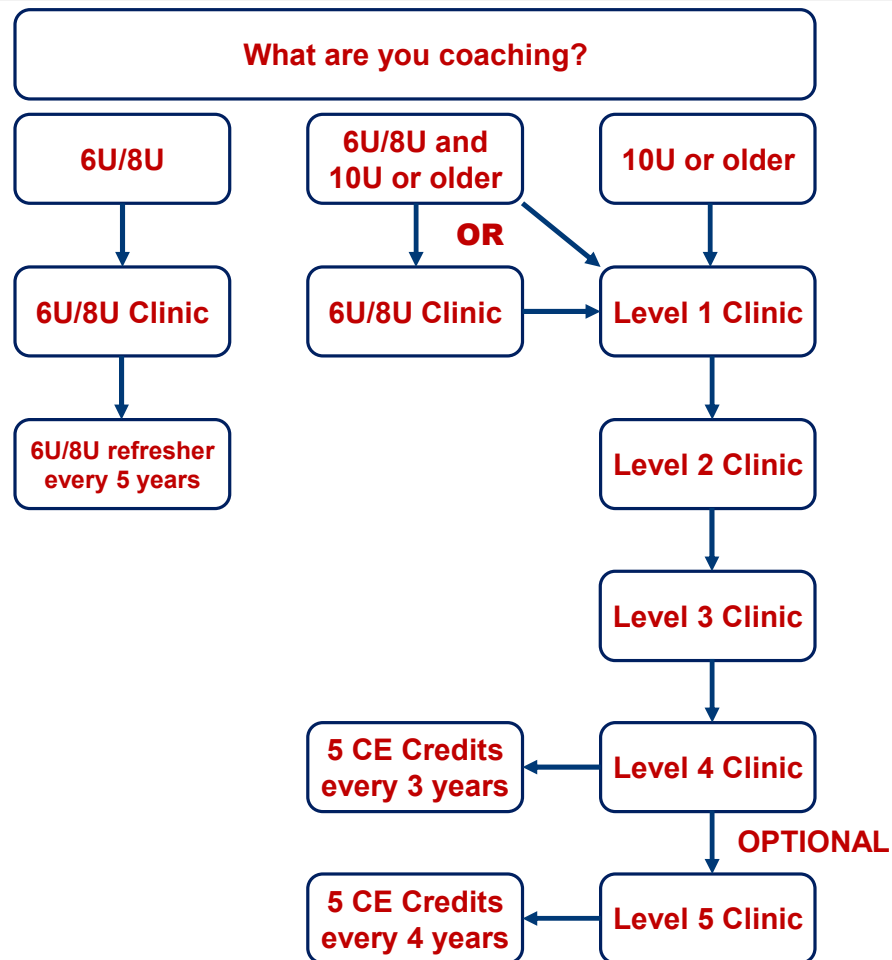 What are you coaching?
6U/8U
6U/8U and
10U or older
10U or older
OR
6U/8U Clinic
6U/8U Clinic
Level 1 Clinic
6U/8U refresher
every 5 years
Level 2 Clinic
Level 3 Clinic
5 CE Credits
every 3 years
Level 4 Clinic
OPTIONAL
5 CE Credits
every 4 years
Level 5 Clinic